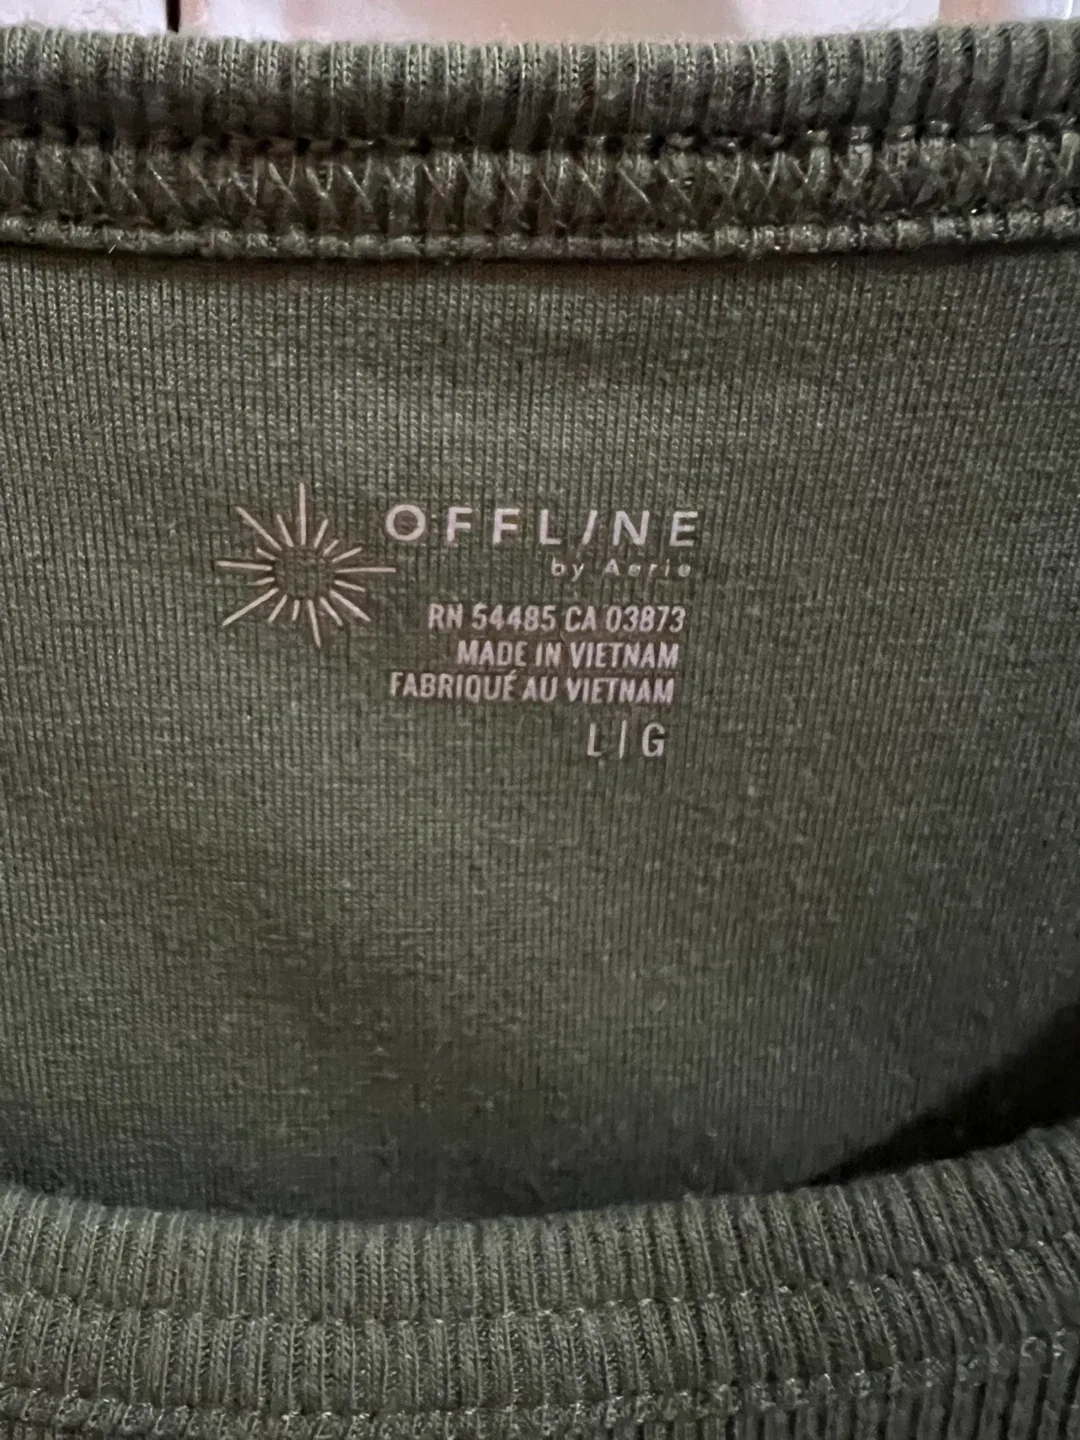 OFFLINE
by Aerie
RN 54485 CA 03873
MADE IN VIETNAM
FABRIQUÉ AU VIETNAM
L | G